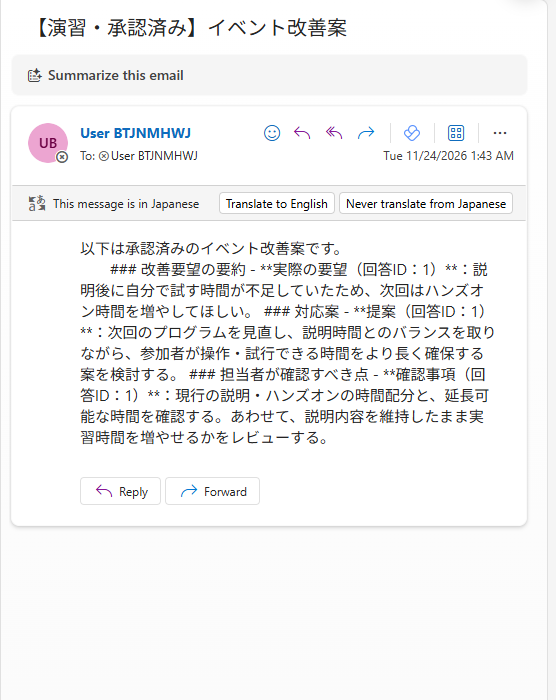 【演習・承認済み】イベント改善案
Summarize this email
UB
User BTJNMHWJ
To: User BTJNMHWJ
Tue 11/24/2026 1:43 AM
This message is in Japanese
Translate to English
Never translate from Japanese
以下は承認済みのイベント改善案です。
### 改善要望の要約 - **実際の要望（回答ID：1）**：説
明後に自分で試す時間が不足していたため、次回はハンズオ
ン時間を増やしてほしい。 ### 対応案 - **提案（回答ID：1）
**：次回のプログラムを見直し、説明時間とのバランスを取り
ながら、参加者が操作・試行できる時間をより長く確保する
案を検討する。 ### 担当者が確認すべき点 - **確認事項（回
答ID：1）**：現行の説明・ハンズオンの時間配分と、延長可
能な時間を確認する。あわせて、説明内容を維持したまま実
習時間を増やせるかをレビューする。
Reply
Forward